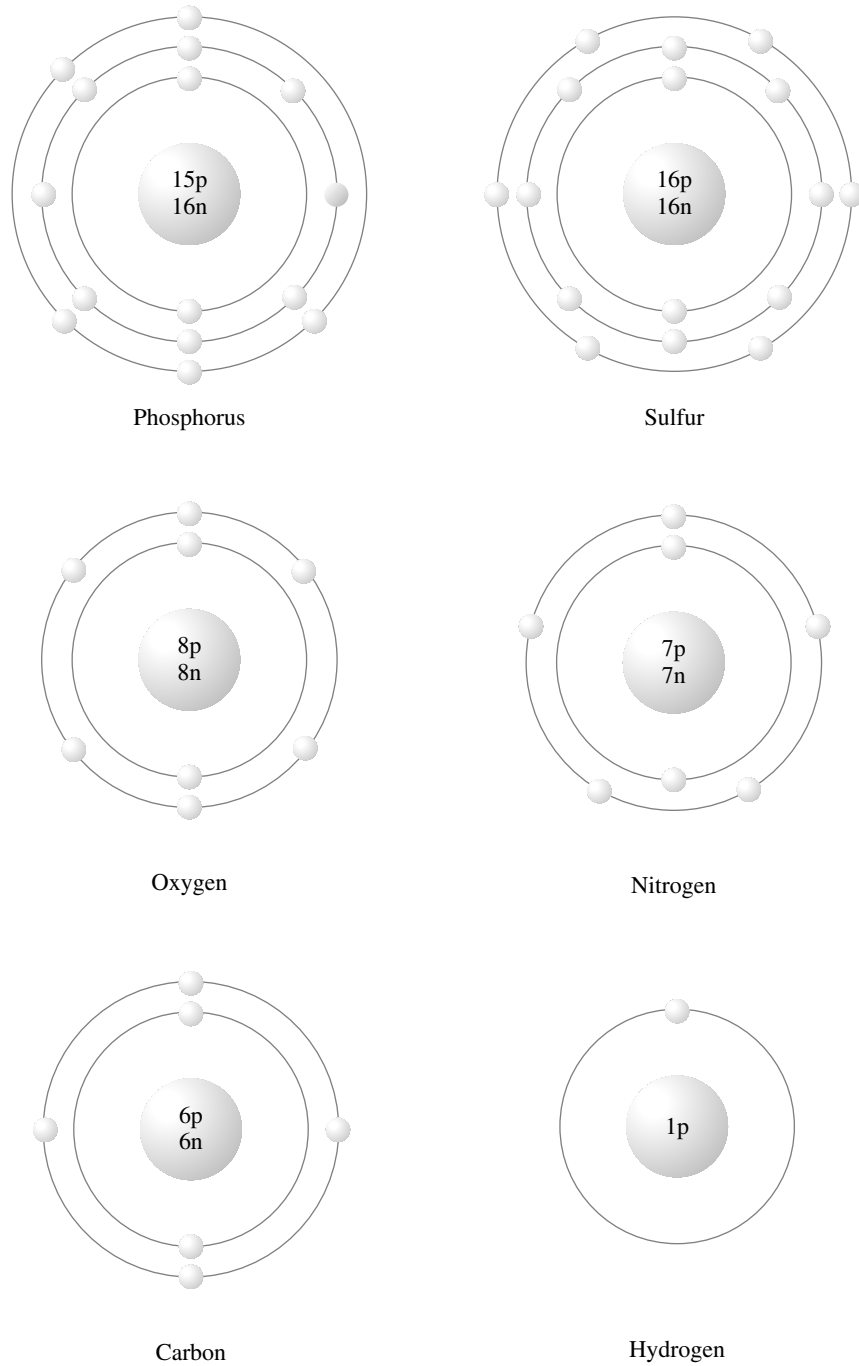 15p
16n
16p
16n
Phosphorus
Sulfur
8p
8n
7p
7n
Oxygen
Nitrogen
6p
6n
1p
Carbon
Hydrogen